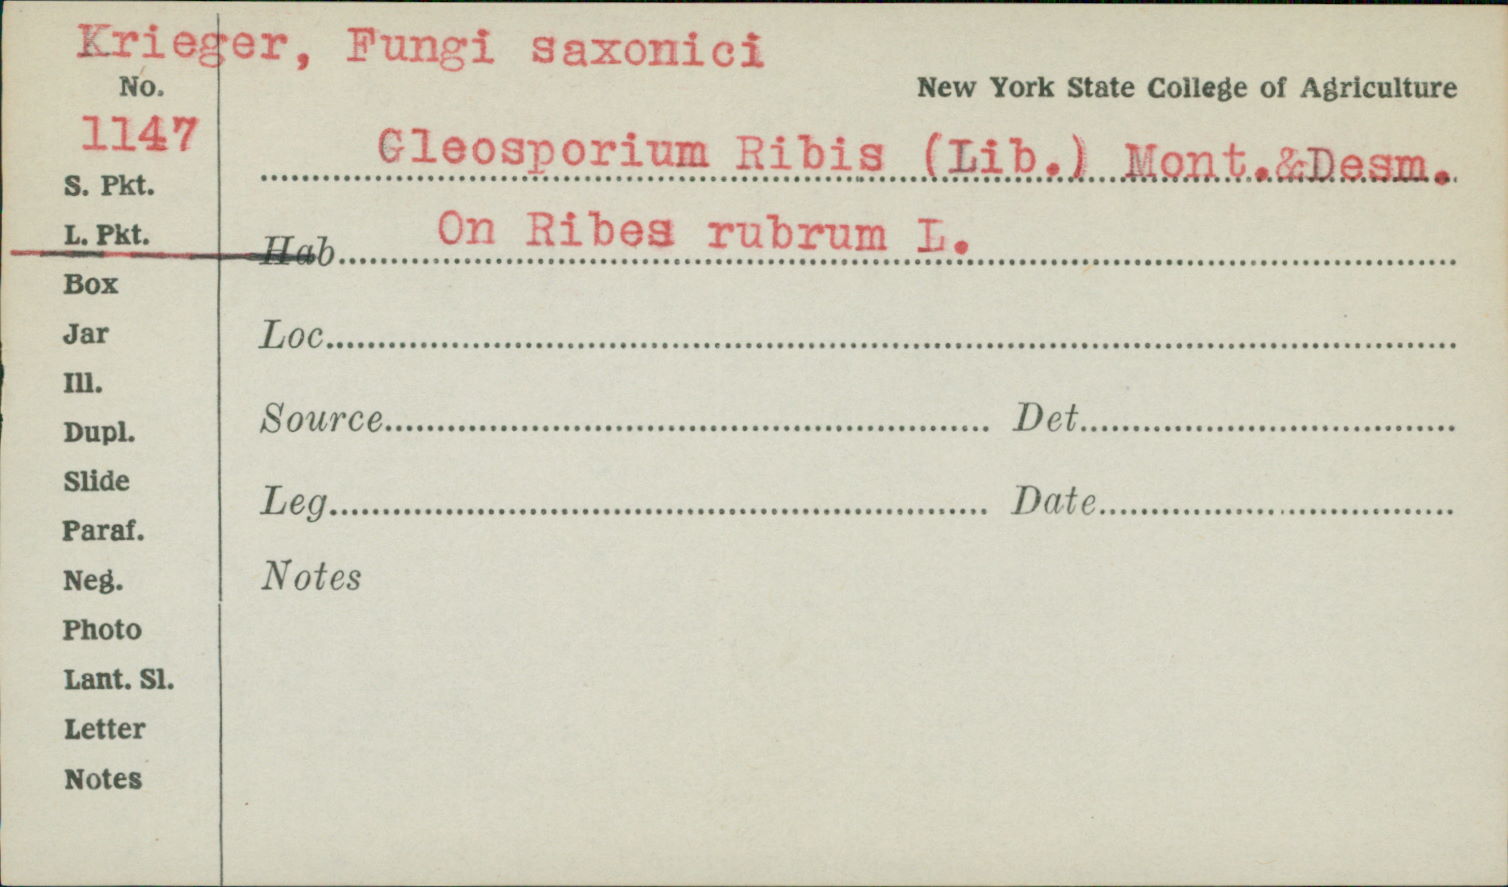 Krieger, Fungi saxonici
No.
New York State College of Agriculture
1147
Gleosporium Ribis (Lib.) Mont.&Desm.
S. Pkt.
L. Pkt.
Hab. On Ribes rubrum L.
Box
Jar
Loc.
Ill.
Dupl.
Source Det.
Slide
Paraf.
Leg. Date
Neg.
Notes
Photo
Lant. Sl.
Letter
Notes